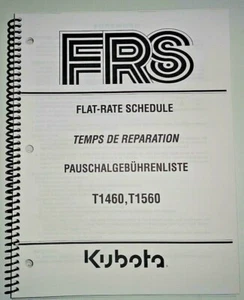 FRS
FLAT-RATE SCHEDULE
TEMPS DE REPARATION
PAUSCHALGEBÜHRENLISTE
T1460,T1560
Kubota